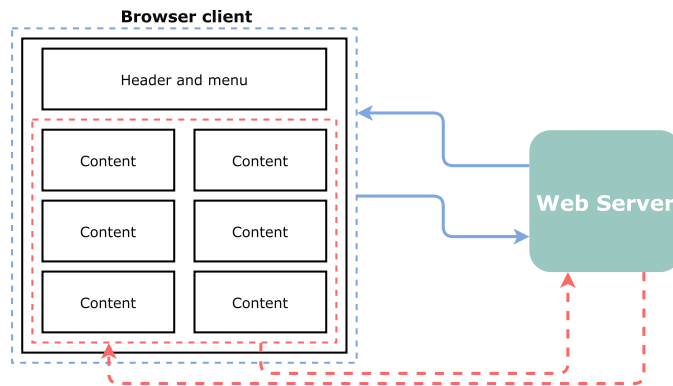 Browser client
Header and menu
Content
Content
Content
Content
Content
Content
Web Server